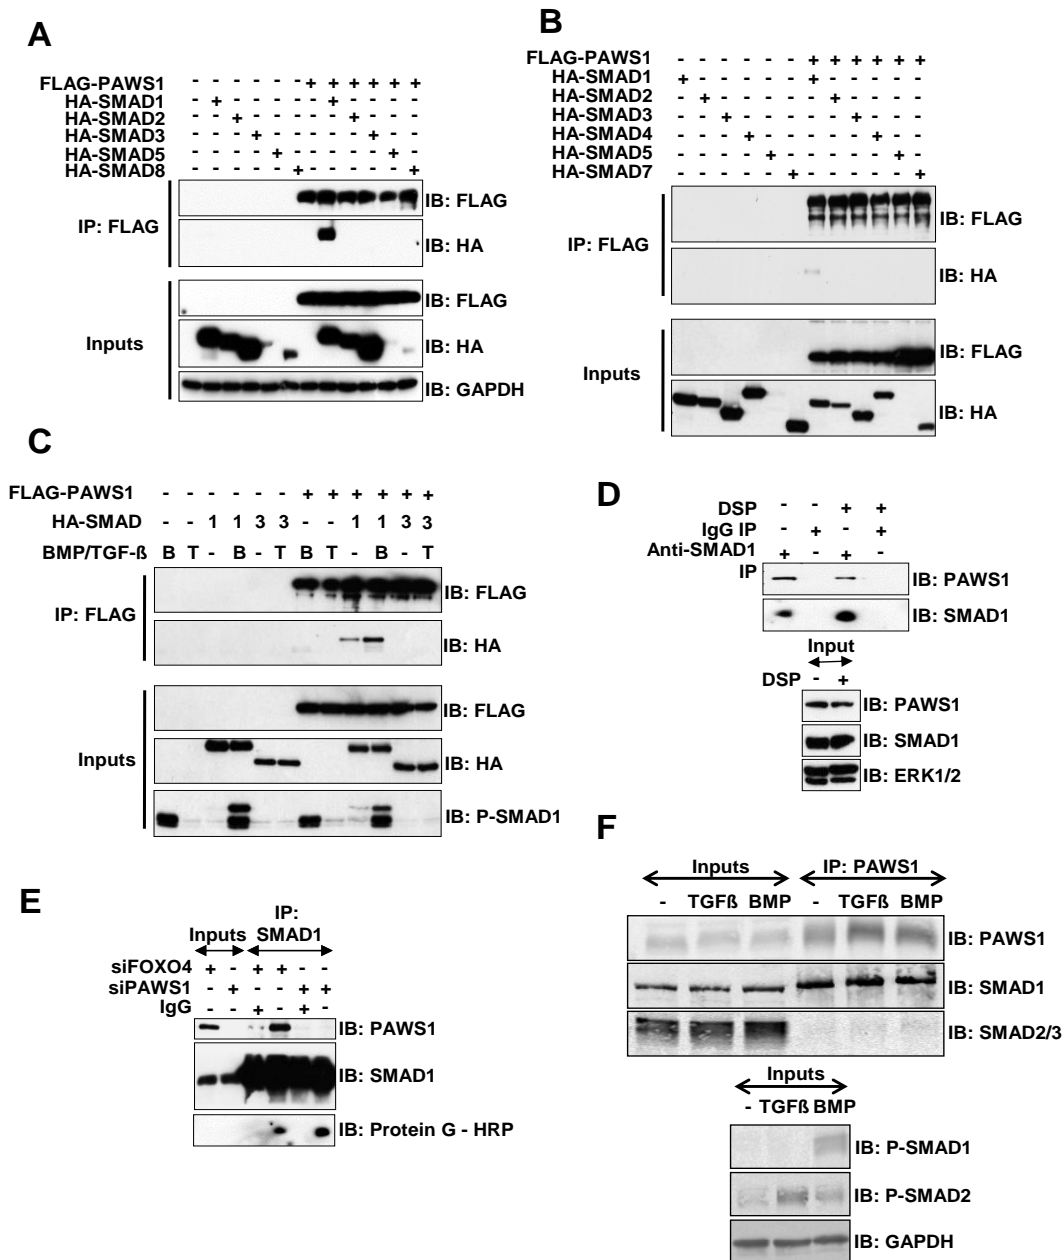 A
FLAG-PAWS1 - - - - - - + + + + + +
HA-SMAD1 - + - - - - - + - - - -
HA-SMAD2 - - + - - - - - + - - -
HA-SMAD3 - - - + - - - - - + - -
HA-SMAD5 - - - - + - - - - - + -
HA-SMAD8 - - - - - + - - - - - +
IP: FLAG
IB: FLAG
IB: HA
Inputs
IB: FLAG
IB: HA
IB: GAPDH
B
FLAG-PAWS1 - - - - - - + + + + + +
HA-SMAD1 + - - - - - + - - - - -
HA-SMAD2 - + - - - - - + - - - -
HA-SMAD3 - - + - - - - - + - - -
HA-SMAD4 - - - + - - - - - + - -
HA-SMAD5 - - - - + - - - - - + -
HA-SMAD7 - - - - - + - - - - - +
IP: FLAG
IB: FLAG
IB: HA
Inputs
IB: FLAG
IB: HA
C
FLAG-PAWS1 - - - - - - + + + + + +
HA-SMAD - - 1 1 3 3 - - 1 1 3 3
BMP/TGF-ß B T - B - T B T - B - T
IP: FLAG
IB: FLAG
IB: HA
Inputs
IB: FLAG
IB: HA
IB: P-SMAD1
D
DSP - - + +
IgG IP - + - +
Anti-SMAD1 + - + -
IP
IB: PAWS1
IB: SMAD1
Input
DSP - +
IB: PAWS1
IB: SMAD1
IB: ERK1/2
E
IP:
Inputs SMAD1
siFOXO4 + - + + - -
siPAWS1 - + - - + +
IgG - - + - + -
IB: PAWS1
IB: SMAD1
IB: Protein G - HRP
F
Inputs IP: PAWS1
- TGFß BMP - TGFß BMP
IB: PAWS1
IB: SMAD1
IB: SMAD2/3
Inputs
- TGFß BMP
IB: P-SMAD1
IB: P-SMAD2
IB: GAPDH